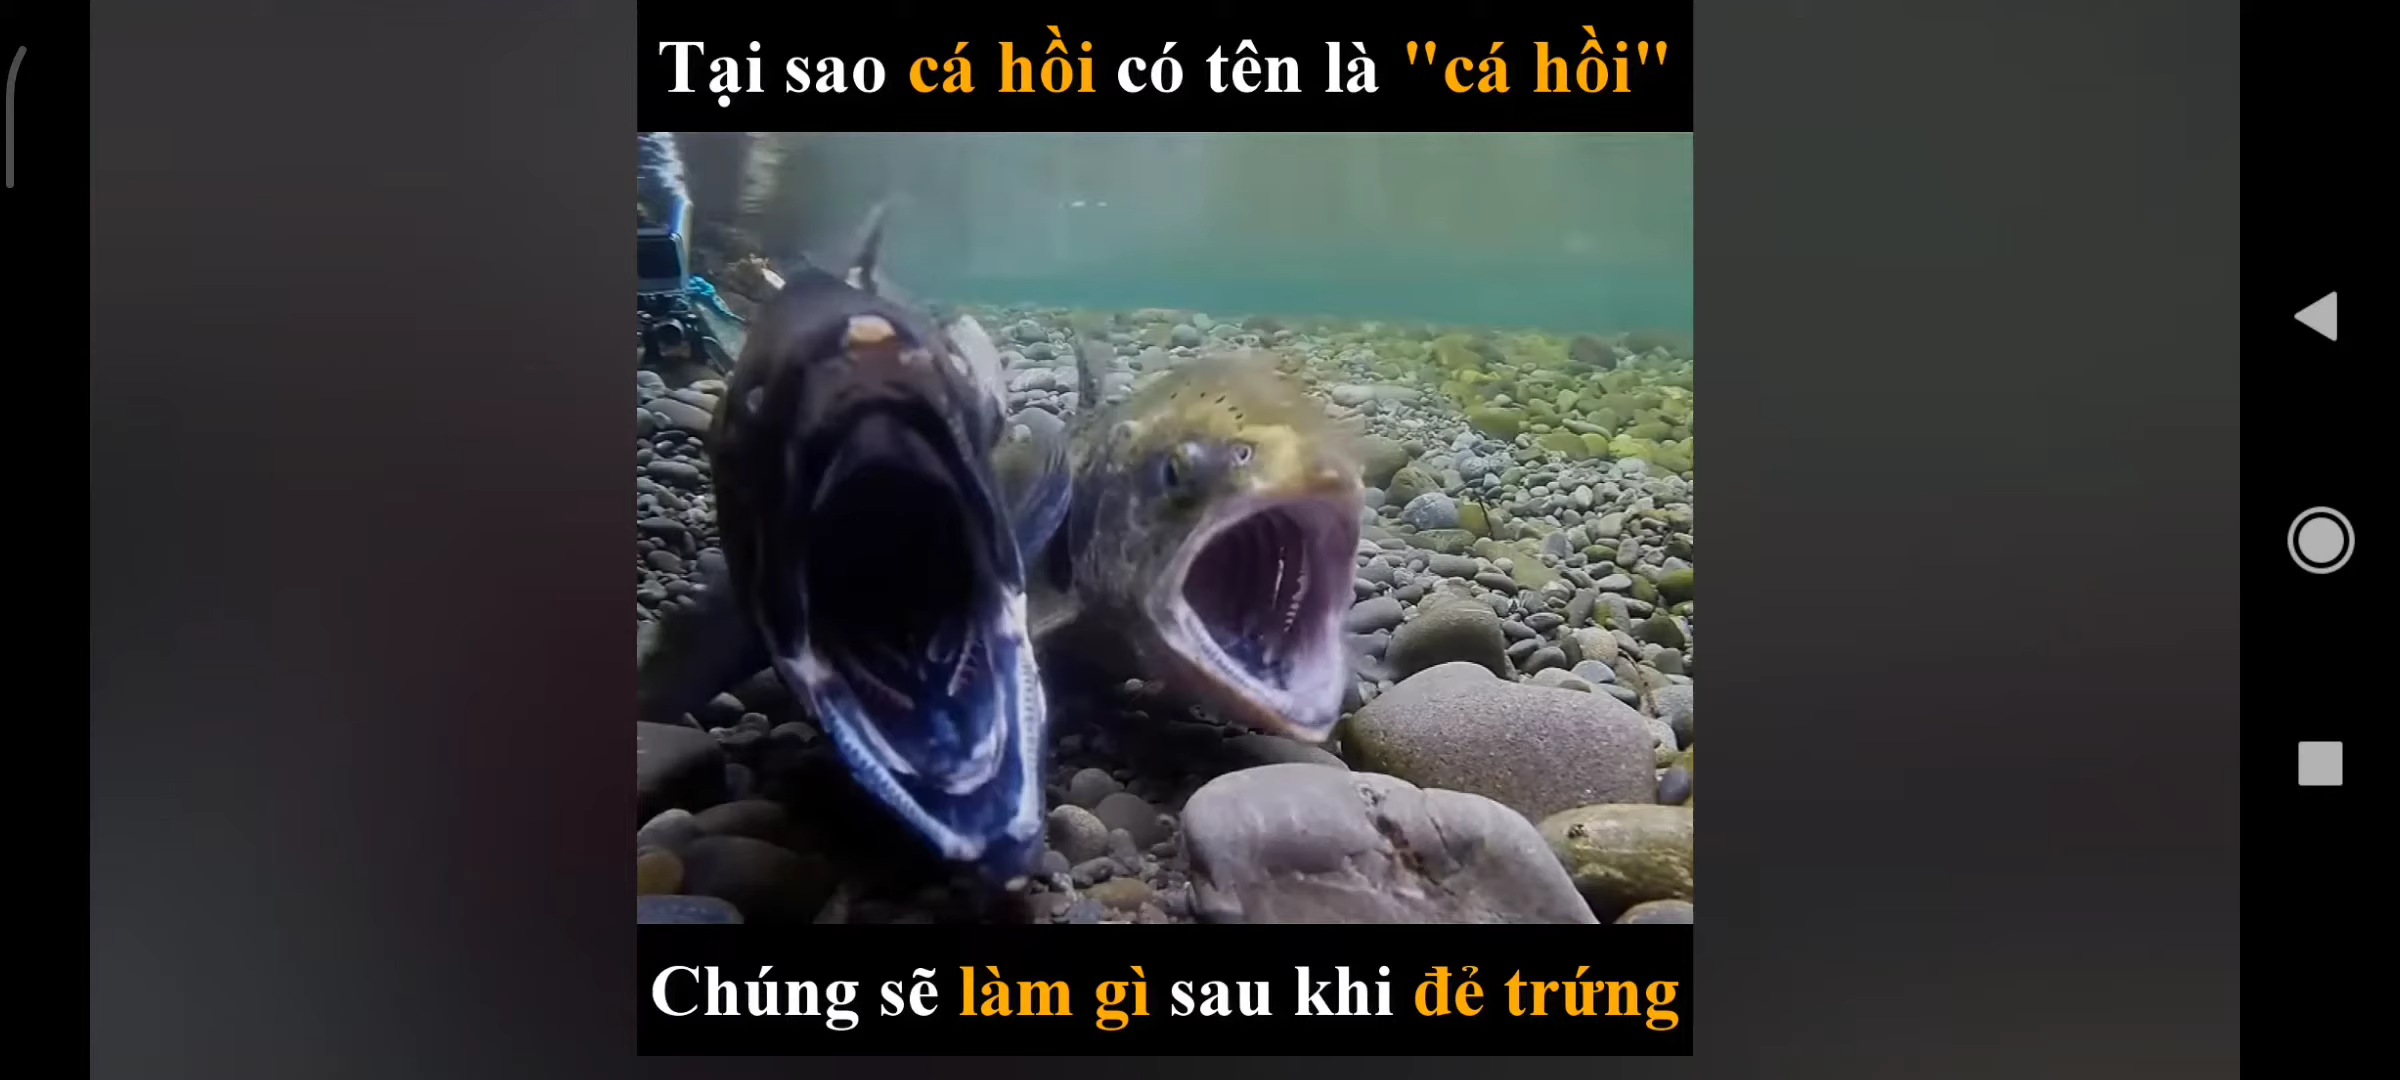 Tại sao cá hồi có tên là "cá hồi"
Chúng sẽ làm gì sau khi đẻ trứng